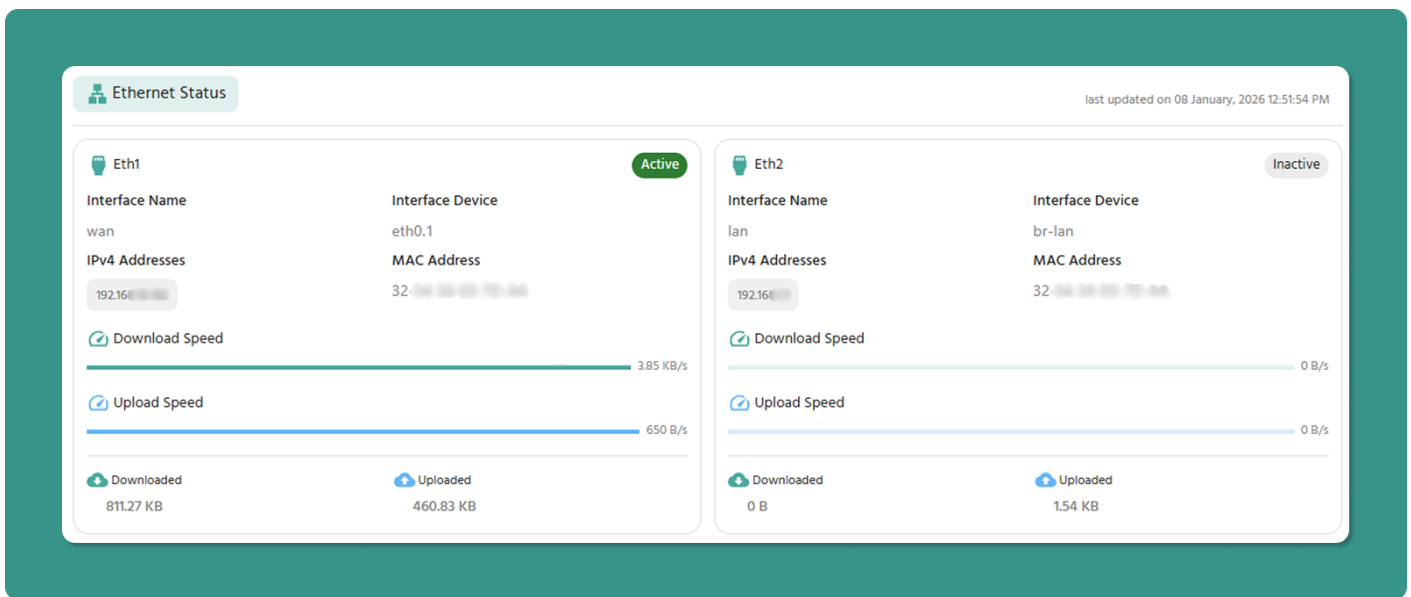 Ethernet Status
last updated on 08 January, 2026 12:51:54 PM
Eth1
Active
Interface Name
Interface Device
wan
eth0.1
IPv4 Addresses
MAC Address
192.168
32-
Download Speed
3.85 KB/s
Upload Speed
650 B/s
Downloaded
Uploaded
811.27 KB
460.83 KB
Eth2
Inactive
Interface Name
Interface Device
lan
br-lan
IPv4 Addresses
MAC Address
192.168
32-
Download Speed
0 B/s
Upload Speed
0 B/s
Downloaded
Uploaded
0 B
1.54 KB